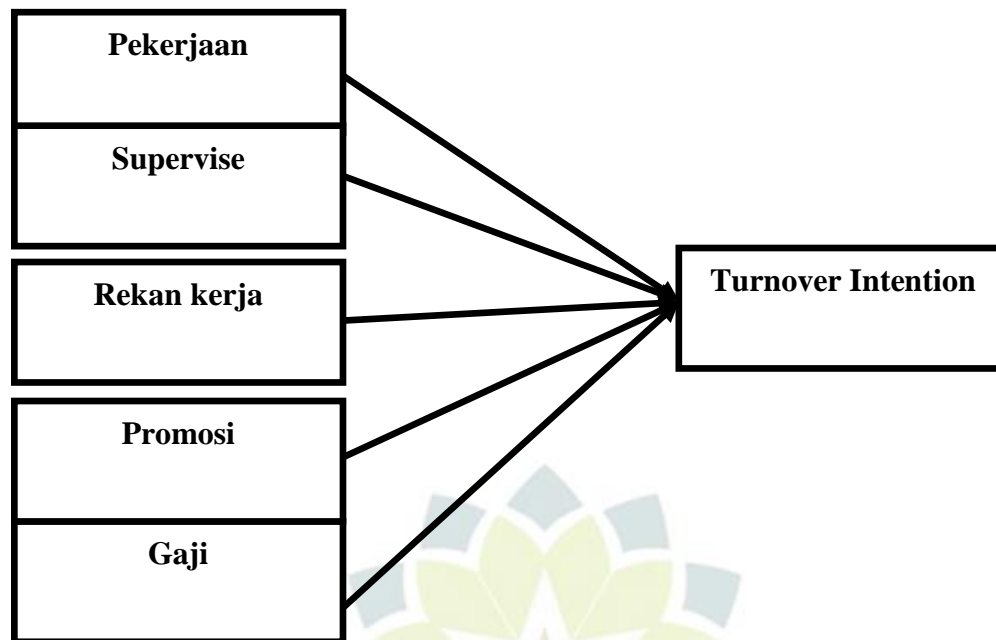 Pekerjaan
Supervise
Rekan kerja
Promosi
Gaji
Turnover Intention